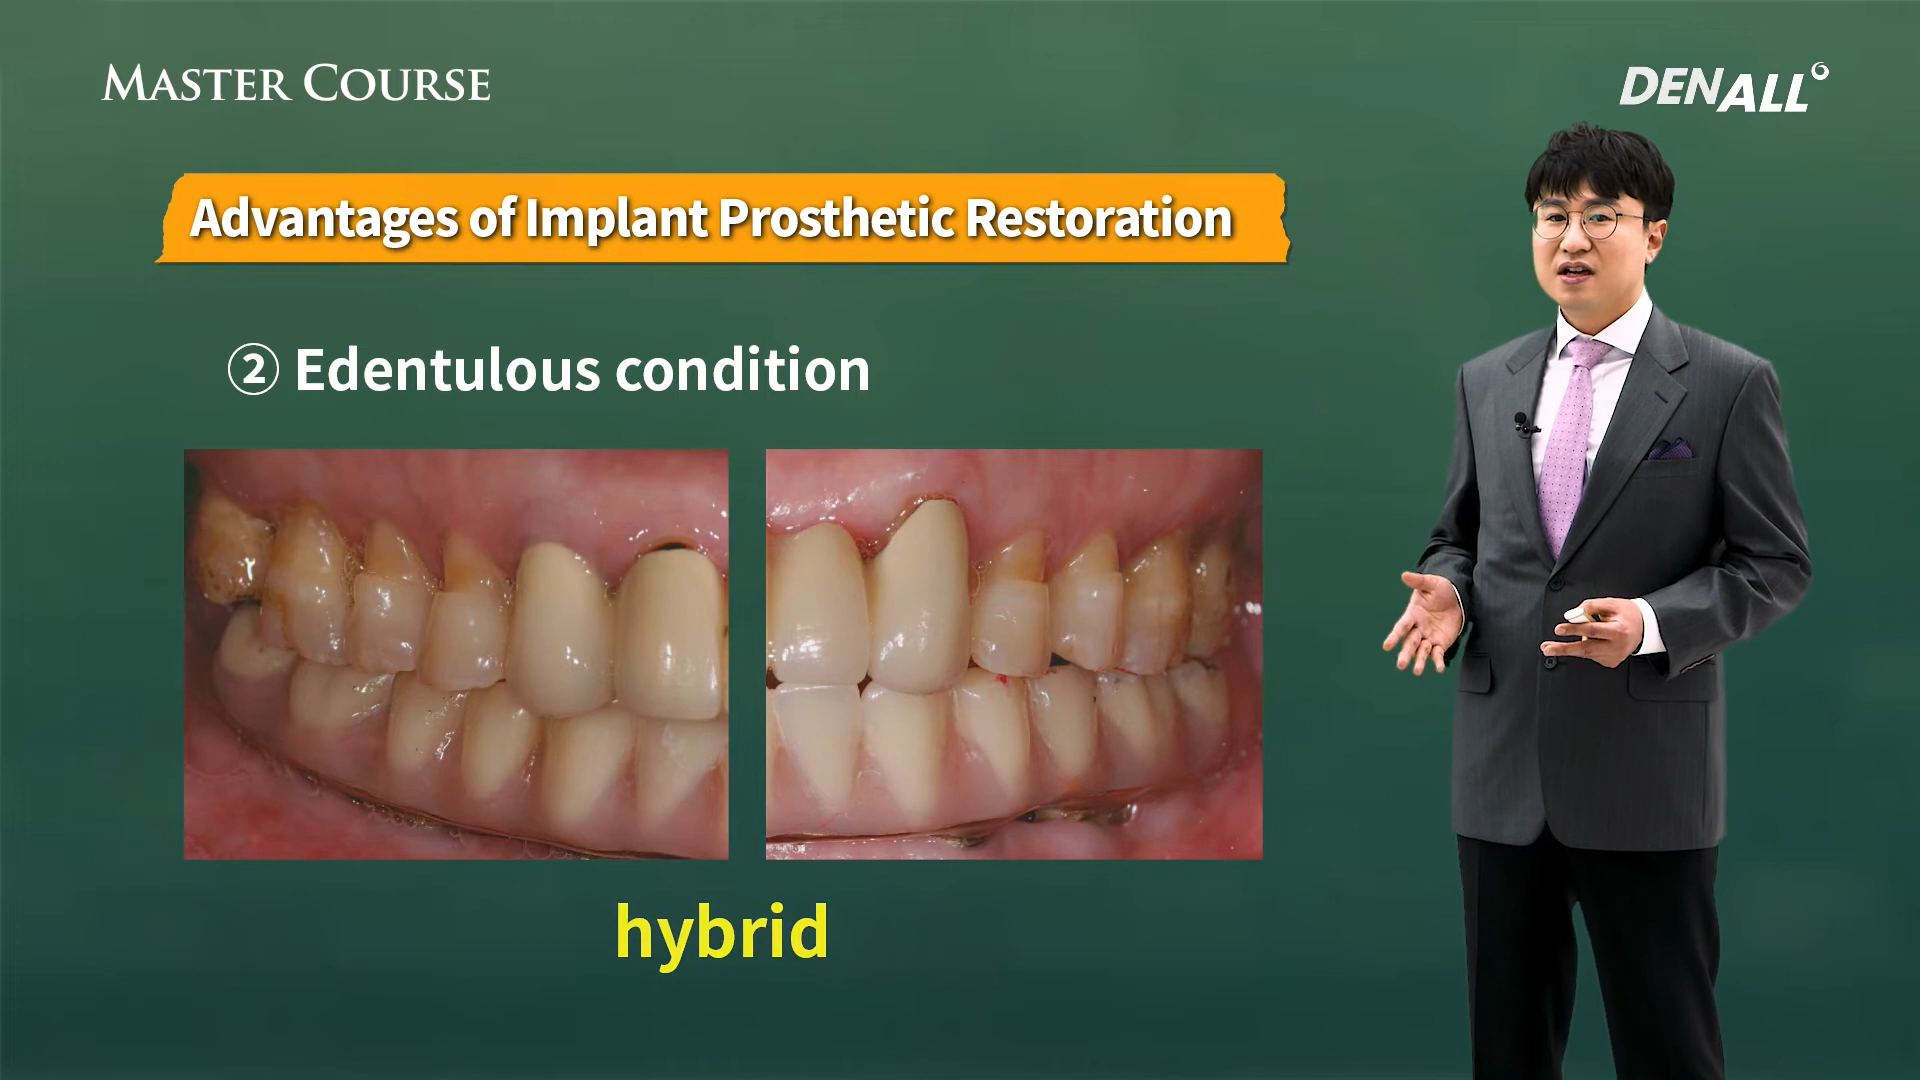 MASTER COURSE
DENALL
Advantages of Implant Prosthetic Restoration
② Edentulous condition
hybrid